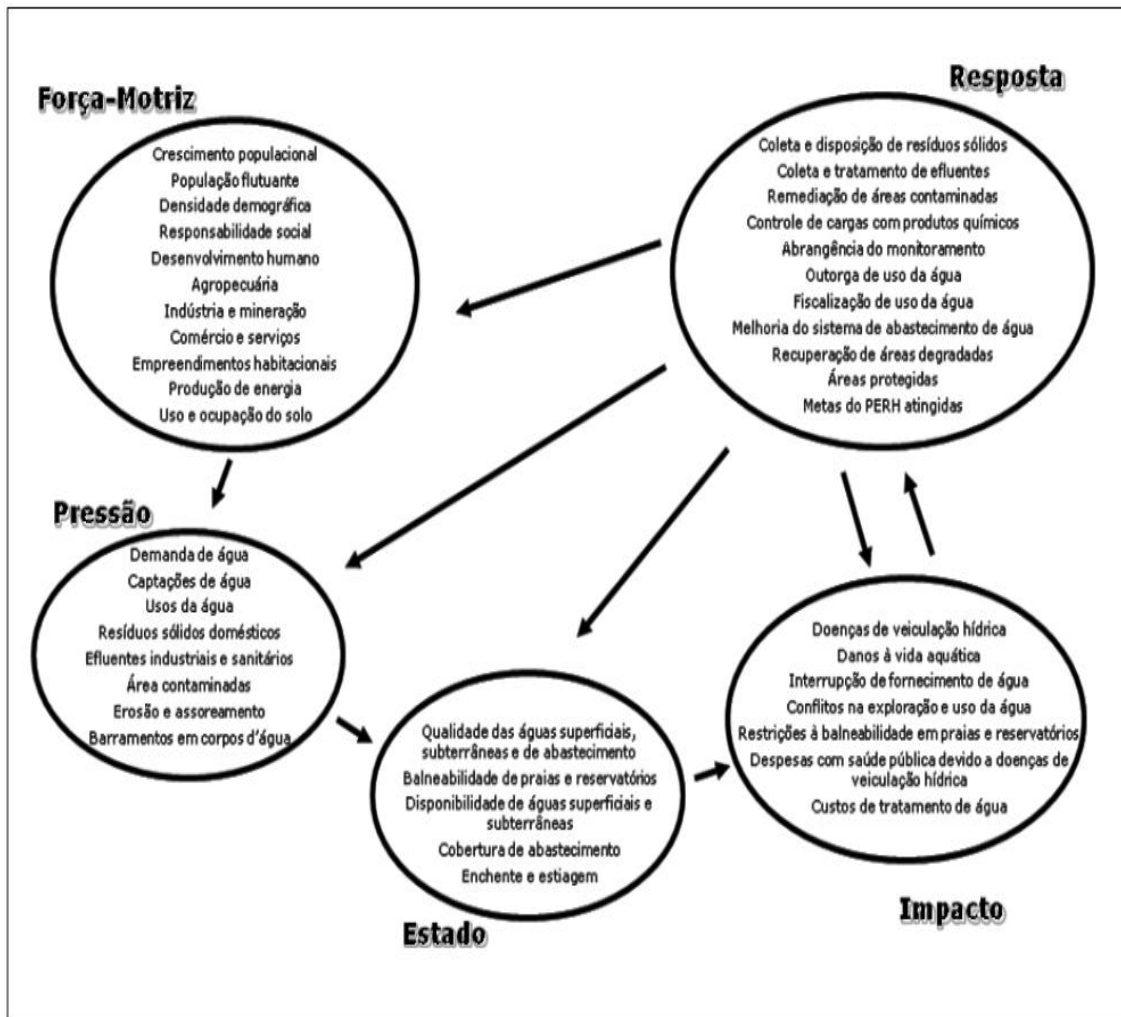 Força-Motriz
Crescimento populacional
População flutuante
Densidade demográfica
Responsabilidade social
Desenvolvimento humano
Agropecuária
Indústria e mineração
Comércio e serviços
Empreendimentos habitacionais
Produção de energia
Uso e ocupação do solo
Resposta
Coleta e disposição de resíduos sólidos
Coleta e tratamento de efluentes
Remediação de áreas contaminadas
Controle de cargas com produtos químicos
Abrangência do monitoramento
Outorga de uso da água
Fiscalização de uso da água
Melhoria do sistema de abastecimento de água
Recuperação de áreas degradadas
Áreas protegidas
Metas do PERH atingidas
Pressão
Demanda de água
Captações de água
Usos da água
Resíduos sólidos domésticos
Efluentes industriais e sanitários
Área contaminadas
Erosão e assoreamento
Barramentos em corpos d'água
Qualidade das águas superficiais,
subterrâneas e de abastecimento
Balneabilidade de praias e reservatórios
Disponibilidade de águas superficiais e
subterrâneas
Cobertura de abastecimento
Enchente e estiagem
Estado
Doenças de veiculação hídrica
Danos à vida aquática
Interrupção de fornecimento de água
Conflitos na exploração e uso da água
Restrições à balneabilidade em praias e reservatórios
Despesas com saúde pública devido a doenças de
veiculação hídrica
Custos de tratamento de água
Impacto